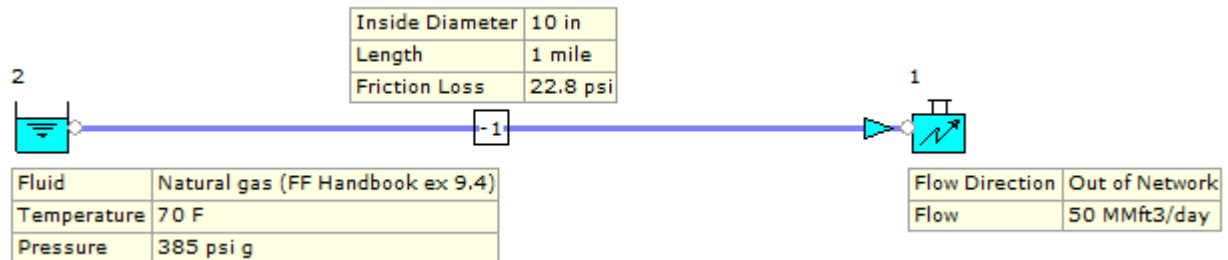 Inside Diameter 10 in
Length 1 mile
Friction Loss 22.8 psi
2
1
-1
Fluid Natural gas (FF Handbook ex 9.4)
Temperature 70 F
Pressure 385 psi g
Flow Direction Out of Network
Flow 50 MMft3/day